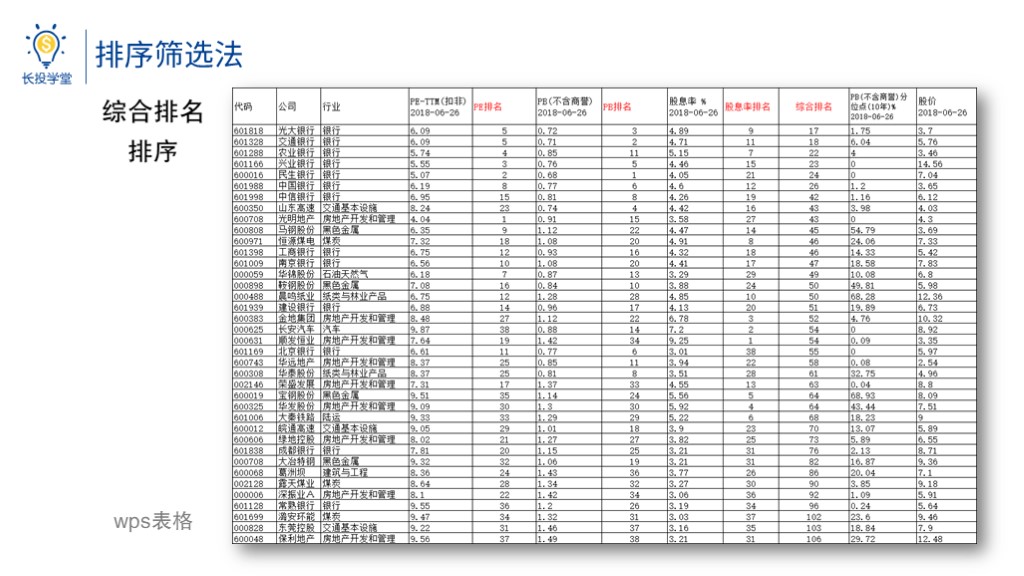 长投学堂
排序筛选法
综合排名
排序
代码 公司 行业 PE-TTM(扣非) 2018-06-26 PE排名 PB(不含商誉) 2018-06-26 PB排名 股息率 % 2018-06-26 股息率排名 综合排名 PB(不含商誉)分位点(10年)% 2018-06-26 股价 2018-06-26
601818 光大银行 银行 6.09 5 0.72 3 4.89 9 17 1.75 3.7
601328 交通银行 银行 6.09 5 0.71 2 4.71 11 18 6.04 5.76
601288 农业银行 银行 5.74 4 0.85 11 5.15 7 22 4 3.46
601166 兴业银行 银行 5.55 3 0.76 5 4.46 15 23 0 14.56
600016 民生银行 银行 5.07 2 0.68 1 4.05 21 24 0 7.04
601988 中国银行 银行 6.19 8 0.77 6 4.6 12 26 1.2 3.65
601998 中信银行 银行 6.95 15 0.81 8 4.26 19 42 1.16 6.12
600350 山东高速 交通基本设施 8.24 23 0.74 4 4.42 16 43 3.98 4.03
600708 光明地产 房地产开发和管理 4.04 1 0.91 15 3.58 27 43 0 4.3
600808 马钢股份 黑色金属 6.35 9 1.12 22 4.47 14 45 54.79 3.69
600971 恒源煤电 煤炭 7.32 18 1.08 20 4.91 8 46 24.06 7.33
601398 工商银行 银行 6.75 12 0.93 16 4.32 18 46 14.33 5.42
601009 南京银行 银行 6.56 10 1.08 20 4.41 17 47 18.58 7.83
000059 华锦股份 石油天然气 6.18 7 0.87 13 3.29 29 49 10.08 6.8
000898 鞍钢股份 黑色金属 7.08 16 0.84 10 3.88 24 50 49.81 5.98
000488 晨鸣纸业 纸类与林业产品 6.75 12 1.28 28 4.85 10 50 68.28 12.36
601939 建设银行 银行 6.88 14 0.96 17 4.13 20 51 19.89 6.73
600383 金地集团 房地产开发和管理 8.48 27 1.12 22 6.78 3 52 4.76 10.32
000625 长安汽车 汽车 9.87 38 0.88 14 7.2 2 54 0 8.92
000631 顺发恒业 房地产开发和管理 7.64 19 1.42 34 9.25 1 54 0.09 3.35
601169 北京银行 银行 6.61 11 0.77 6 3.01 38 55 0 5.97
600743 华远地产 房地产开发和管理 8.37 25 0.85 11 3.94 22 58 0.08 2.54
600308 华泰股份 纸类与林业产品 8.37 25 0.81 8 3.51 28 61 32.75 4.96
002146 荣盛发展 房地产开发和管理 7.31 17 1.37 33 4.55 13 63 0.04 8.8
600019 宝钢股份 黑色金属 9.51 35 1.14 24 5.56 5 64 68.93 8.09
600325 华发股份 房地产开发和管理 9.09 30 1.3 30 5.92 4 64 43.44 7.51
601006 大秦铁路 陆运 9.33 33 1.29 29 5.22 6 68 18.23 9
600012 皖通高速 交通基本设施 9.05 29 1.01 18 3.9 23 70 13.07 5.89
600606 绿地控股 房地产开发和管理 8.02 21 1.27 27 3.82 25 73 5.89 6.55
601838 成都银行 银行 7.81 20 1.15 25 3.21 31 76 2.13 8.71
000708 大冶特钢 黑色金属 9.32 32 1.06 19 3.21 31 82 16.87 9.36
600068 葛洲坝 建筑与工程 8.36 24 1.43 36 3.77 26 86 20.04 7.1
002128 露天煤业 煤炭 8.64 28 1.34 32 3.27 30 90 3.85 9.18
000006 深振业A 房地产开发和管理 8.1 22 1.42 34 3.06 36 92 1.09 5.91
601128 常熟银行 银行 9.55 36 1.2 26 3.19 34 96 0.24 5.64
601699 潞安环能 煤炭 9.47 34 1.32 31 3.03 37 102 23.6 9.46
000828 东莞控股 交通基本设施 9.22 31 1.46 37 3.16 35 103 18.84 7.9
600048 保利地产 房地产开发和管理 9.56 37 1.49 38 3.21 31 106 29.72 12.48
wps表格